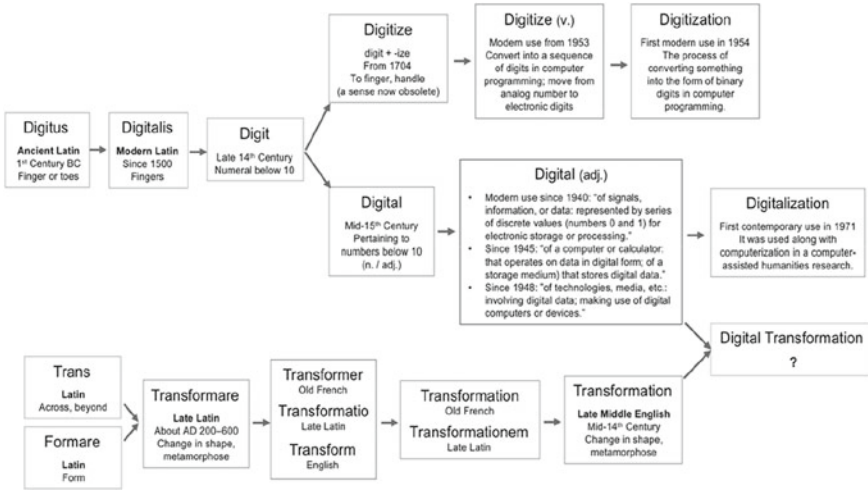 Digitize
digit + -ize
From 1704
To finger, handle
(a sense now obsolete)
Digitize (v.)
Modern use from 1953
Convert into a sequence
of digits in computer
programming; move from
analog number to
electronic digits
Digitization
First modern use in 1954
The process of
converting something
into the form of binary
digits in computer
programming.
Digitus
Ancient Latin
1st Century BC
Finger or toes
Digitalis
Modern Latin
Since 1500
Fingers
Digit
Late 14th Century
Numeral below 10
Digital
Mid-15th Century
Pertaining to
numbers below 10
(n. / adj.)
Digital (adj.)
• Modern use since 1940: “of signals,
information, or data: represented by series
of discrete values (numbers 0 and 1) for
electronic storage or processing.”
• Since 1945: “of a computer or calculator:
that operates on data in digital form; of a
storage medium) that stores digital data.”
• Since 1948: “of technologies, media, etc.:
involving digital data; making use of digital
computers or devices.”
Digitalization
First contemporary use in 1971
It was used along with
computerization in a computer-
assisted humanities research.
Digital Transformation
?
Trans
Latin
Across, beyond
Formare
Latin
Form
Transformare
Late Latin
About AD 200–600
Change in shape,
metamorphose
Transformer
Old French
Transformatio
Late Latin
Transform
English
Transformation
Old French
Transformationem
Late Latin
Transformation
Late Middle English
Mid-14th Century
Change in shape,
metamorphose